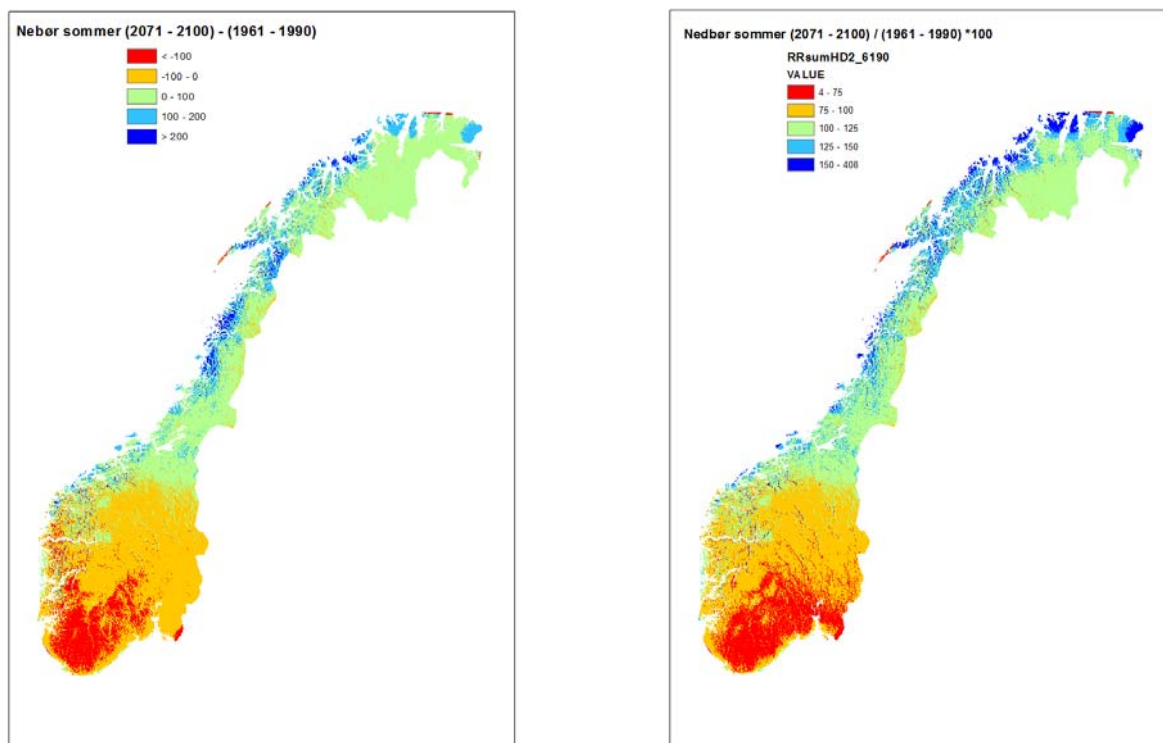 Nebør sommer (2071 - 2100) - (1961 - 1990)
< -100
-100 - 0
0 - 100
100 - 200
> 200
Nedbør sommer (2071 - 2100) / (1961 - 1990) *100
RRsumHD2_6190
VALUE
4 - 75
75 - 100
100 - 125
125 - 150
150 - 408